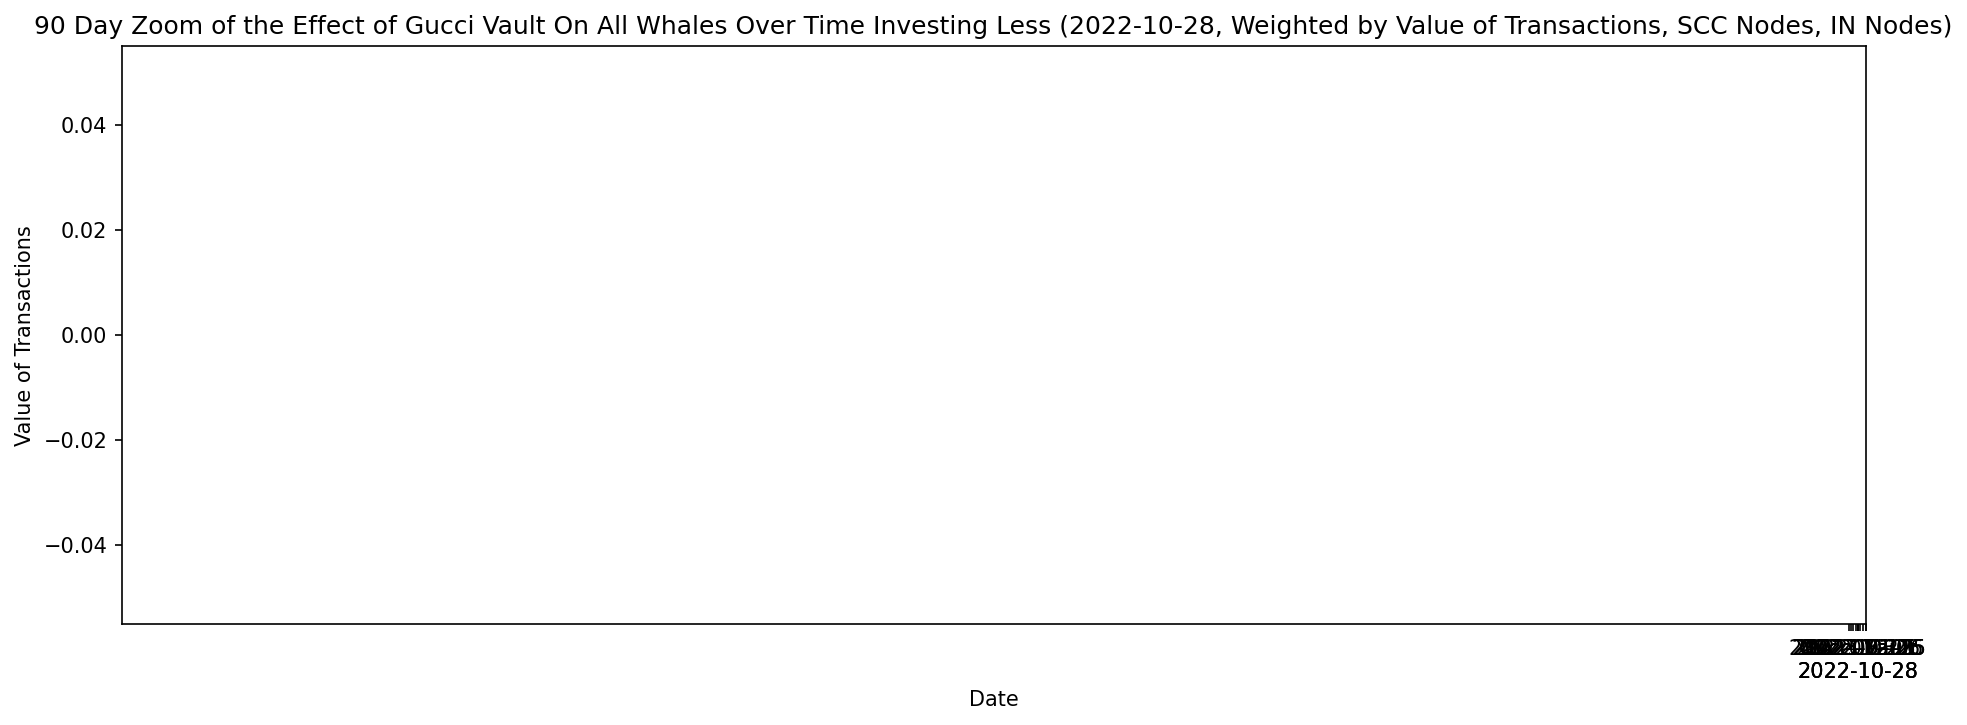 90 Day Zoom of the Effect of Gucci Vault On All Whales Over Time Investing Less (2022-10-28, Weighted by Value of Transactions, SCC Nodes, IN Nodes)
0.04
0.02
0.00
−0.02
−0.04
Value of Transactions
2022-10-28
Date